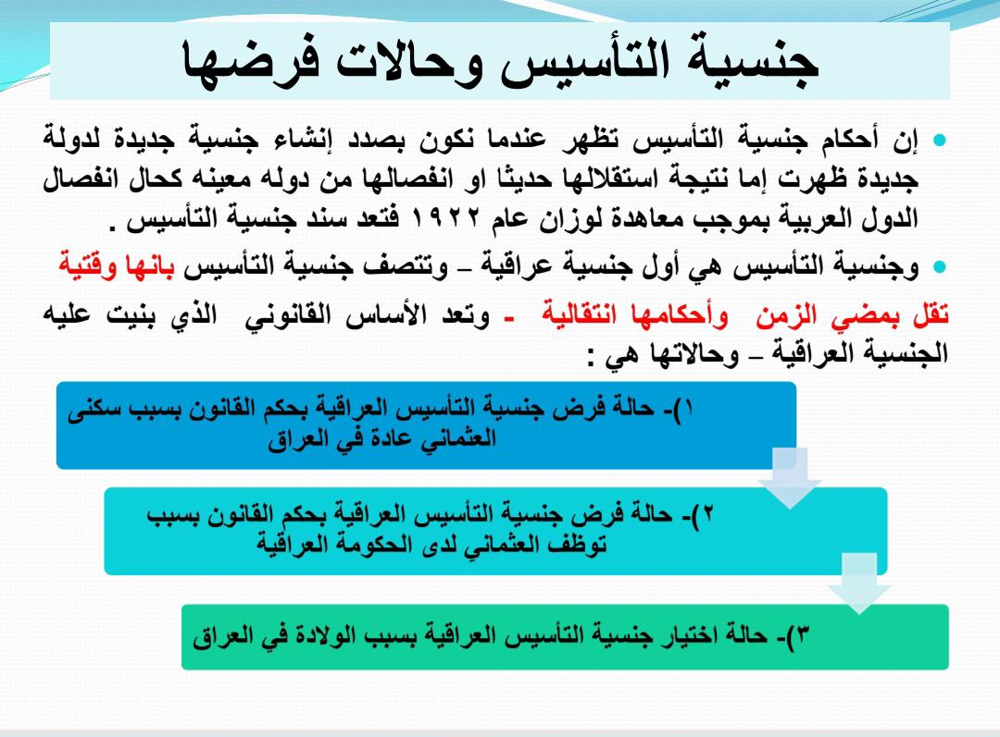 جنسية التأسيس وحالات فرضها
• إن أحكام جنسية التأسيس تظهر عندما نكون بصدد إنشاء جنسية جديدة لدولة
جديدة ظهرت إما نتيجة استقلالها حديثا او انفصالها من دوله معينه كحال انفصال
الدول العربية بموجب معاهدة لوزان عام ١٩٢٢ فتعد سند جنسية التأسيس .
• وجنسية التأسيس هي أول جنسية عراقية – وتتصف جنسية التأسيس بانها وقتية
تقل بمضي الزمن وأحكامها انتقالية - وتعد الأساس القانوني الذي بنيت عليه
الجنسية العراقية – وحالاتها هي :
١)- حالة فرض جنسية التأسيس العراقية بحكم القانون بسبب سكنى
العثماني عادة في العراق
٢)- حالة فرض جنسية التأسيس العراقية بحكم القانون بسبب
توظف العثماني لدى الحكومة العراقية
٣)- حالة اختيار جنسية التأسيس العراقية بسبب الولادة في العراق